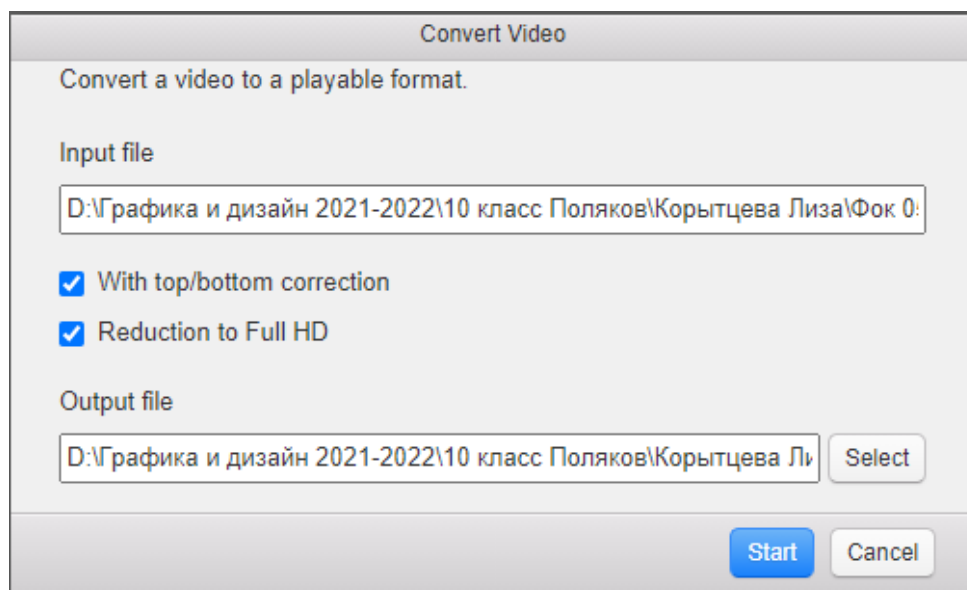 Convert Video
Convert a video to a playable format.
Input file
D:\Графика и дизайн 2021-2022\10 класс Поляков\Корытцева Лиза\Фок 0
With top/bottom correction
Reduction to Full HD
Output file
D:\Графика и дизайн 2021-2022\10 класс Поляков\Корытцева Ли
Select
Start
Cancel